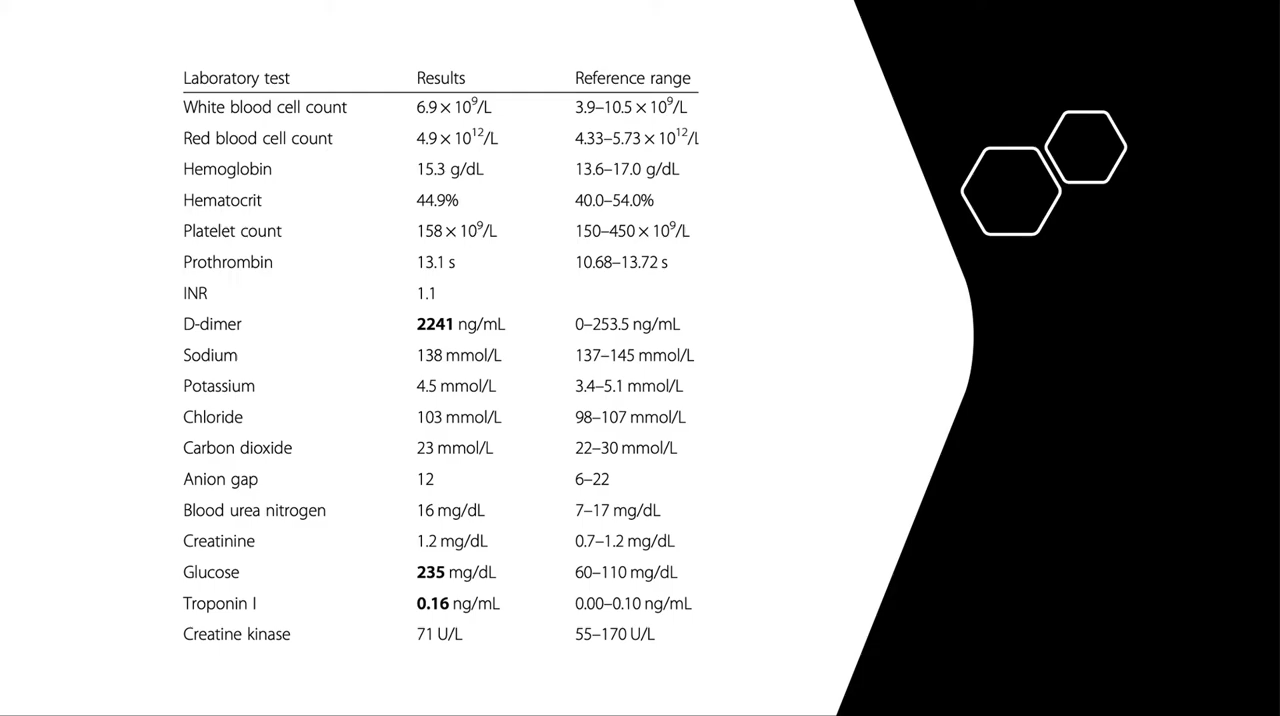 Laboratory test Results Reference range
White blood cell count 6.9 × 10⁹/L 3.9–10.5 × 10⁹/L
Red blood cell count 4.9 × 10¹²/L 4.33–5.73 × 10¹²/L
Hemoglobin 15.3 g/dL 13.6–17.0 g/dL
Hematocrit 44.9% 40.0–54.0%
Platelet count 158 × 10⁹/L 150–450 × 10⁹/L
Prothrombin 13.1 s 10.68–13.72 s
INR 1.1
D-dimer 2241 ng/mL 0–253.5 ng/mL
Sodium 138 mmol/L 137–145 mmol/L
Potassium 4.5 mmol/L 3.4–5.1 mmol/L
Chloride 103 mmol/L 98–107 mmol/L
Carbon dioxide 23 mmol/L 22–30 mmol/L
Anion gap 12 6–22
Blood urea nitrogen 16 mg/dL 7–17 mg/dL
Creatinine 1.2 mg/dL 0.7–1.2 mg/dL
Glucose 235 mg/dL 60–110 mg/dL
Troponin I 0.16 ng/mL 0.00–0.10 ng/mL
Creatine kinase 71 U/L 55–170 U/L